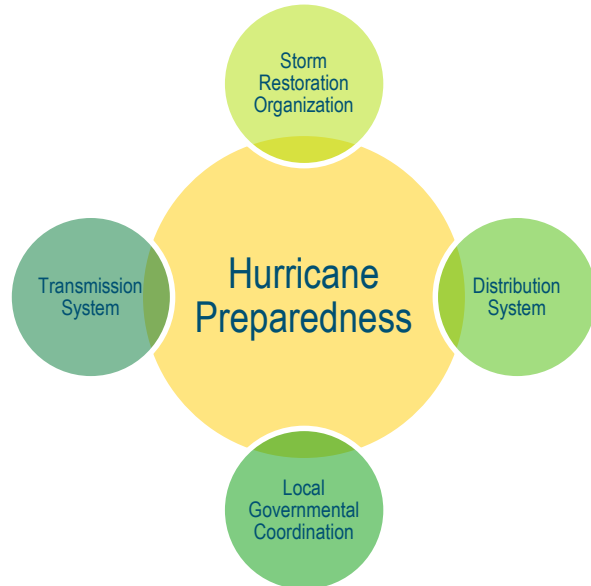 Storm
Restoration
Organization
Hurricane
Preparedness
Transmission
System
Distribution
System
Local
Governmental
Coordination